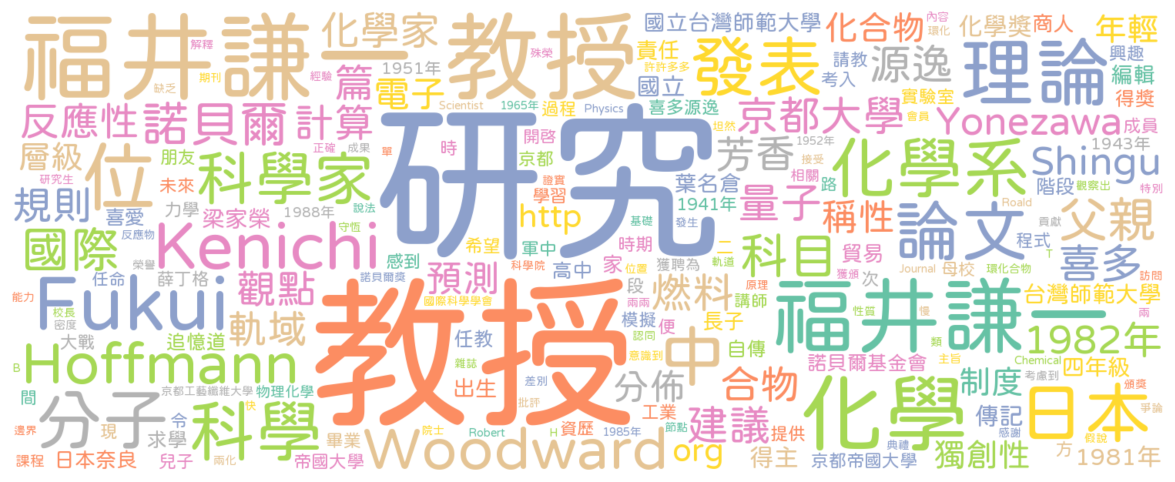 福井謙一
化學家
教授
解釋
殊榮
國立台灣師範大學
化合物
內容
環化
化學獎
商人
年輕
缺乏
期刊
1951年
經驗
篇
電子
責任
許許多多
國立
發表
請教
考入
源逸
理論
興趣
編輯
得獎
反應性
諾貝爾
計算
Scientist
1965年
過程
Physics
喜多源逸
實驗室
會員
正確
成果
單
時
開啓
坦然
京都大學
Yonezawa
成員
層級
位
朋友
研究生
科學家
研究
京都
證實
芳香
1952年
接受
化學系
1943年
Shingu
未來
學習
葉名倉
相關
路
階段
觀察出
特別
規則
喜愛
反應物
力學
梁家榮
1988年
說法
守恆
http
1941年
基礎
發生
量子
稱性
論文
Roald
貢獻
父親
程式
T
國際
榮譽
Kenichi
感到
希望
軍中
時期
二
軌道
科目
貿易
喜多
任命
薛丁格
諾貝爾獎
預測
科學院
高中
家
位置
獲聘為
次
Journal
母校
環化合物
獲頒
原理
訪問
能力
校長
密度
Fukui
觀點
國際科學學會
兩兩
段
燃料
講師
福井謙一
性質
慢
台灣師範大學
兩
大戰
追憶道
軌域
教授
模擬
便
長子
任教
認同
中
自傳
類
1982年
B
Hoffmann
雜誌
意識到
諾貝爾基金會
主旨
Chemical
考慮到
四年級
間
京都工藝纖維大學
物理化學
出生
差別
分佈
合物
化學
制度
頒獎
分子
令
快
科學
批評
工業
建議
提供
傳記
感謝
日本
爭論
邊界
現
求學
畢業
院士
Robert
資歷
H
1985年
節點
典禮
假說
課程
日本奈良
兒子
兩化
帝國大學
Woodward
org
得主
京都帝國大學
獨創性
方
1981年